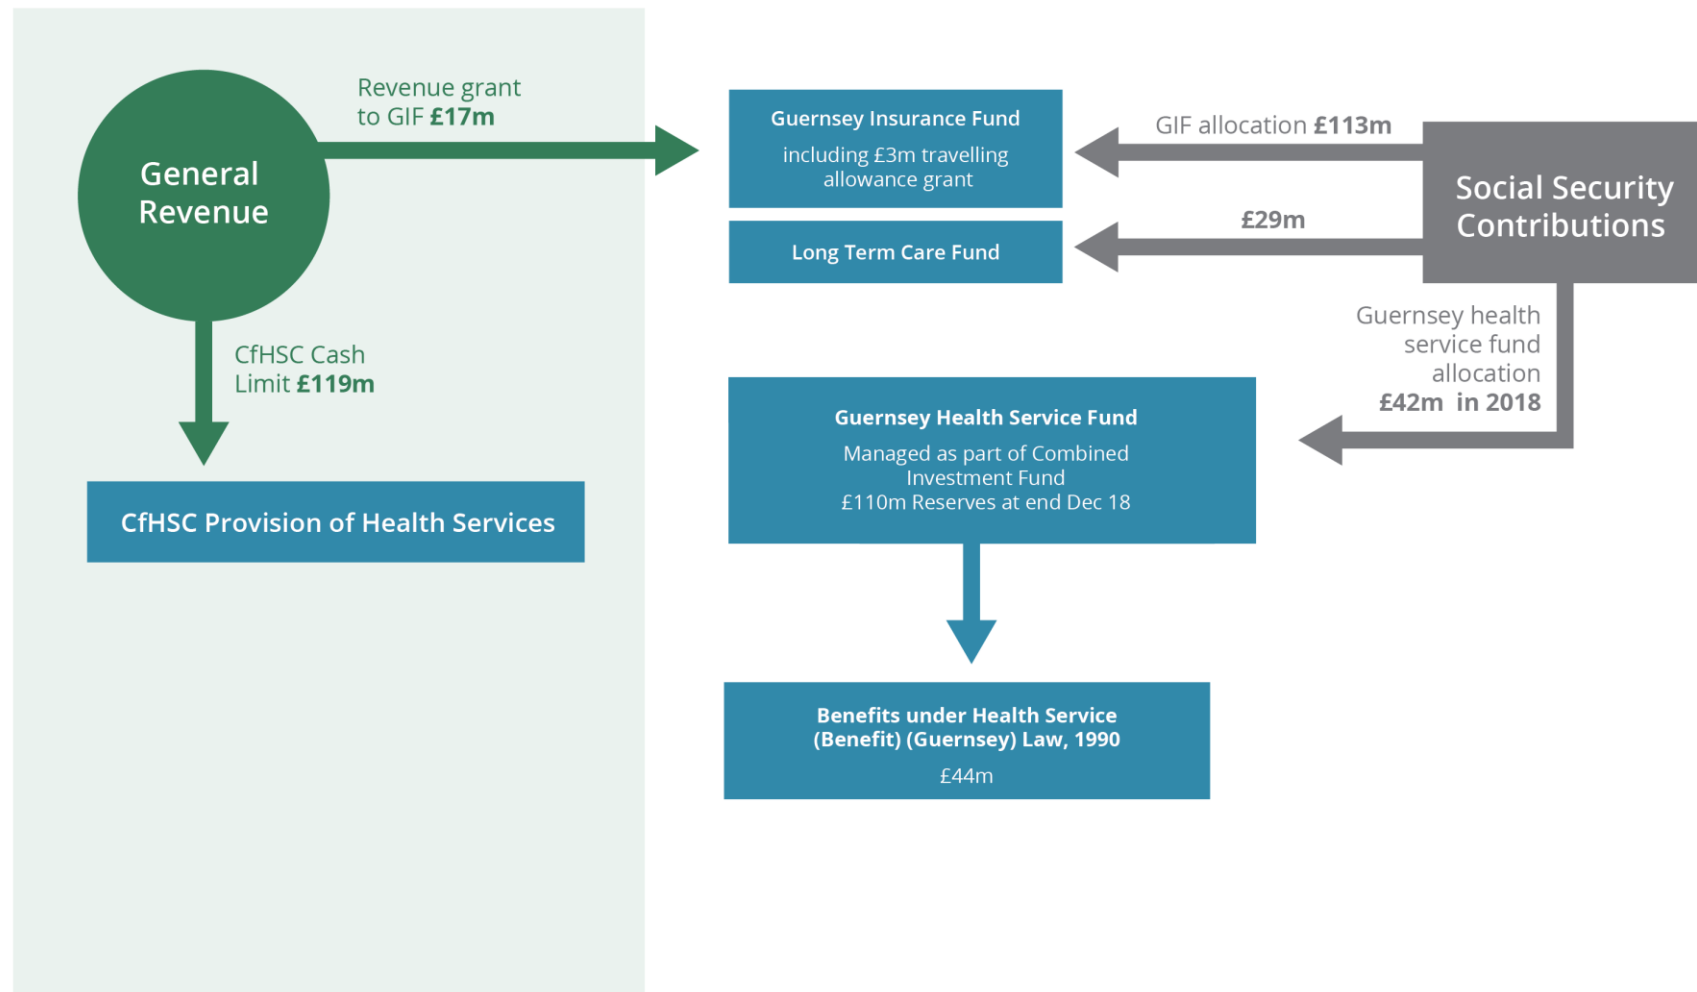 General
Revenue
Revenue grant
to GIF £17m
CfHSC Cash
Limit £119m
CfHSC Provision of Health Services
Guernsey Insurance Fund
including £3m travelling
allowance grant
Long Term Care Fund
GIF allocation £113m
£29m
Social Security
Contributions
Guernsey health
service fund
allocation
£42m in 2018
Guernsey Health Service Fund
Managed as part of Combined
Investment Fund
£110m Reserves at end Dec 18
Benefits under Health Service
(Benefit) (Guernsey) Law, 1990
£44m